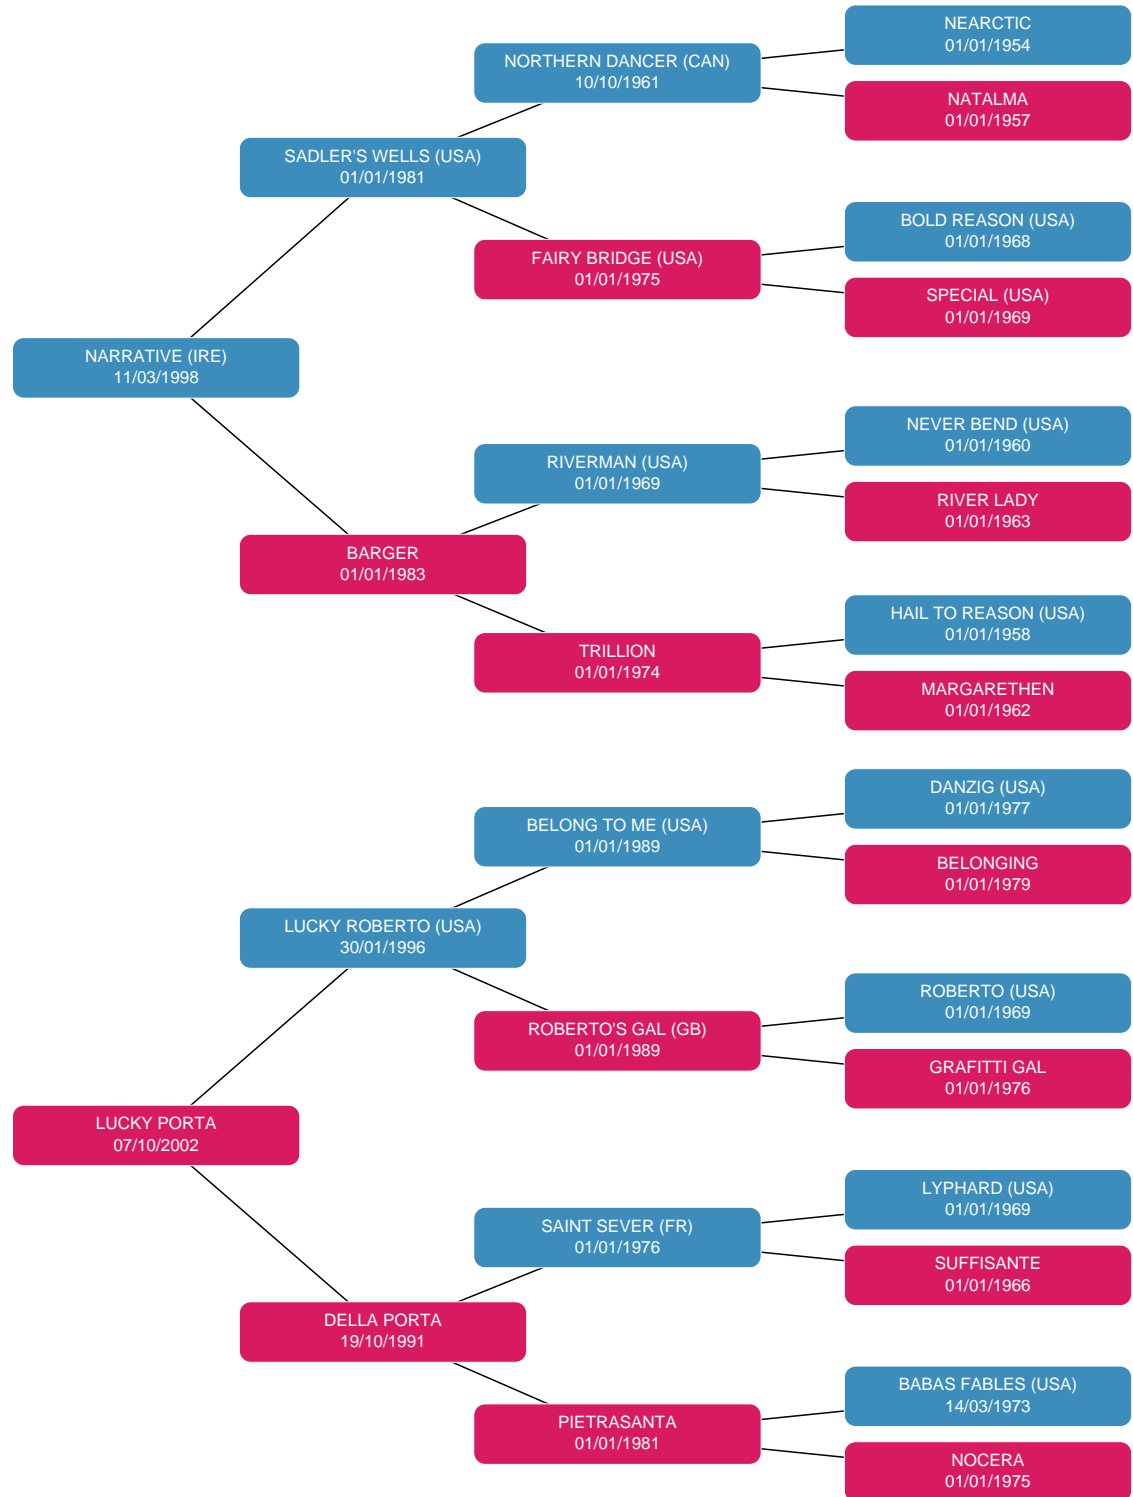 NEARCTIC
01/01/1954
NORTHERN DANCER (CAN)
10/10/1961
NATALMA
01/01/1957
SADLER'S WELLS (USA)
01/01/1981
BOLD REASON (USA)
01/01/1968
FAIRY BRIDGE (USA)
01/01/1975
SPECIAL (USA)
01/01/1969
NARRATIVE (IRE)
11/03/1998
NEVER BEND (USA)
01/01/1960
RIVERMAN (USA)
01/01/1969
RIVER LADY
01/01/1963
BARGER
01/01/1983
HAIL TO REASON (USA)
01/01/1958
TRILLION
01/01/1974
MARGARETHEN
01/01/1962
DANZIG (USA)
01/01/1977
BELONG TO ME (USA)
01/01/1989
BELONGING
01/01/1979
LUCKY ROBERTO (USA)
30/01/1996
ROBERTO (USA)
01/01/1969
ROBERTO'S GAL (GB)
01/01/1989
GRAFITTI GAL
01/01/1976
LUCKY PORTA
07/10/2002
LYPHARD (USA)
01/01/1969
SAINT SEVER (FR)
01/01/1976
SUFFISANTE
01/01/1966
DELLA PORTA
19/10/1991
BABAS FABLES (USA)
14/03/1973
PIETRASANTA
01/01/1981
NOCERA
01/01/1975